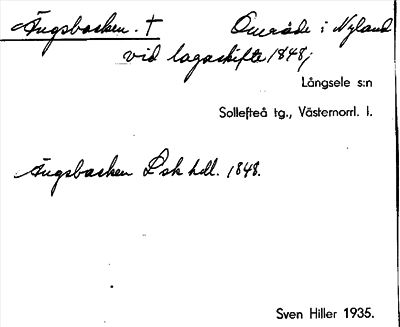 Ängsbacken. † Område i Nyland
vid lagaskifte 1848;
Långsele s:n
Sollefteå tg., Västernorrl. l.
Ängsbacken Lsk hdl. 1848.
Sven Hiller 1935.